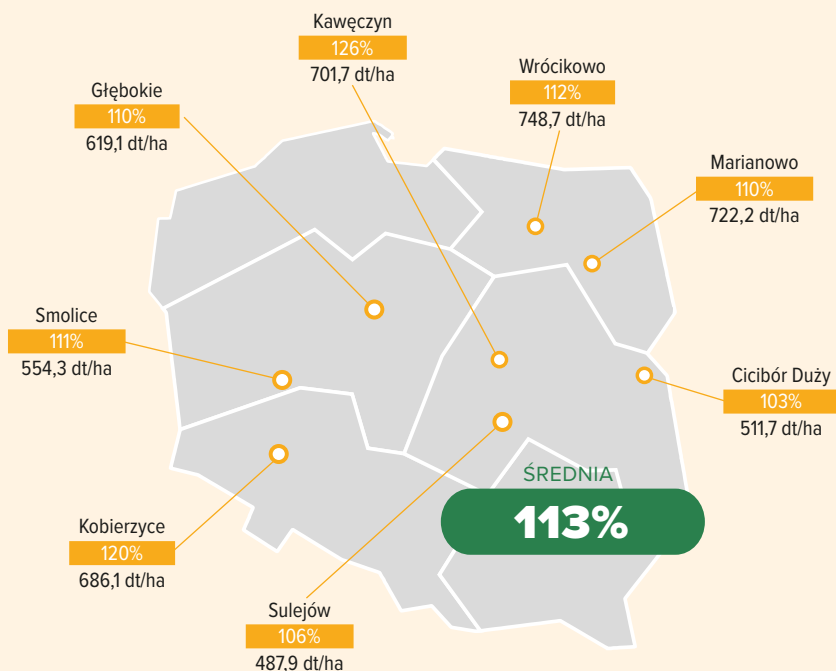 Kawęczyn
126%
701,7 dt/ha
Wrócikowo
112%
748,7 dt/ha
Głębokie
110%
619,1 dt/ha
Marianowo
110%
722,2 dt/ha
Smolice
111%
554,3 dt/ha
Cicibór Duży
103%
511,7 dt/ha
ŚREDNIA
113%
Kobierzyce
120%
686,1 dt/ha
Sulejów
106%
487,9 dt/ha